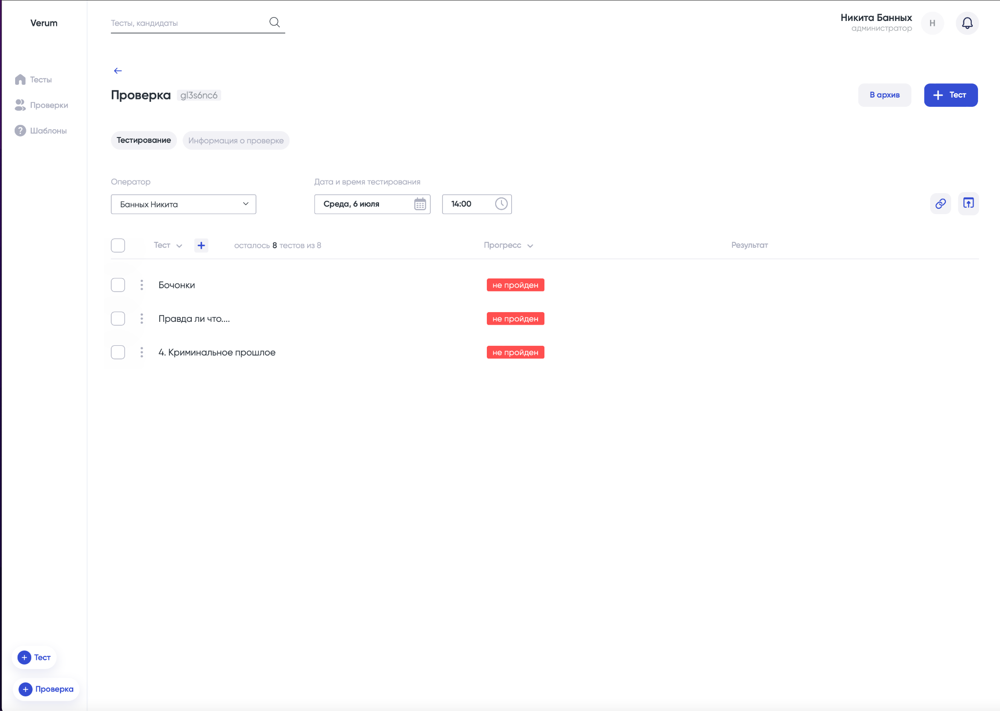 Verum
Тесты, кандидаты
Никита Банных
администратор
Н
Тесты
Проверки
Шаблоны
Проверка gl3s6nc6
В архив
Тест
Тестирование
Информация о проверке
Оператор
Дата и время тестирования
Банных Никита
Среда, 6 июля
14:00
Тест
осталось 8 тестов из 8
Прогресс
Результат
Бочонки
не пройден
Правда ли что....
не пройден
4. Криминальное прошлое
не пройден
Тест
Проверка